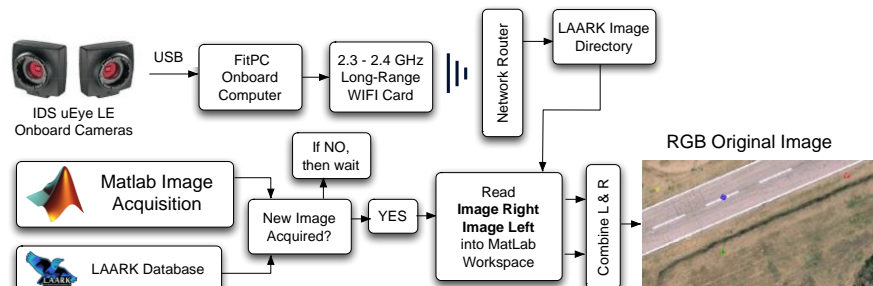 USB
IDS uEye LE
Onboard Cameras
FitPC
Onboard
Computer
2.3 - 2.4 GHz
Long-Range
WIFI Card
Network Router
LAARK Image
Directory
If NO,
then wait
Matlab Image
Acquisition
New Image
Acquired?
YES
Read
Image Right
Image Left
into MatLab
Workspace
Combine L & R
RGB Original Image
LAARK Database
LAARK